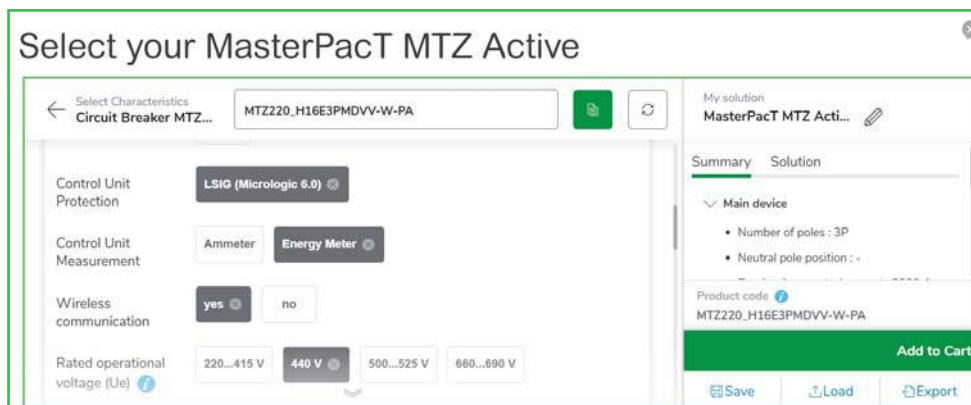 Select your MasterPacT MTZ Active
Select Characteristics
Circuit Breaker MTZ...
MTZ220_H16E3PMDVV-W-PA
Control Unit
Protection
LSIG (Micrologic 6.0)
Control Unit
Measurement
Ammeter
Energy Meter
Wireless
communication
yes
no
Rated operational
voltage (Ue)
220...415 V
440 V
500...525 V
660...690 V
My solution
MasterPacT MTZ Acti...
Summary
Solution
Main device
• Number of poles : 3P
• Neutral pole position : -
Product code
MTZ220_H16E3PMDVV-W-PA
Add to Cart
Save
Load
Export